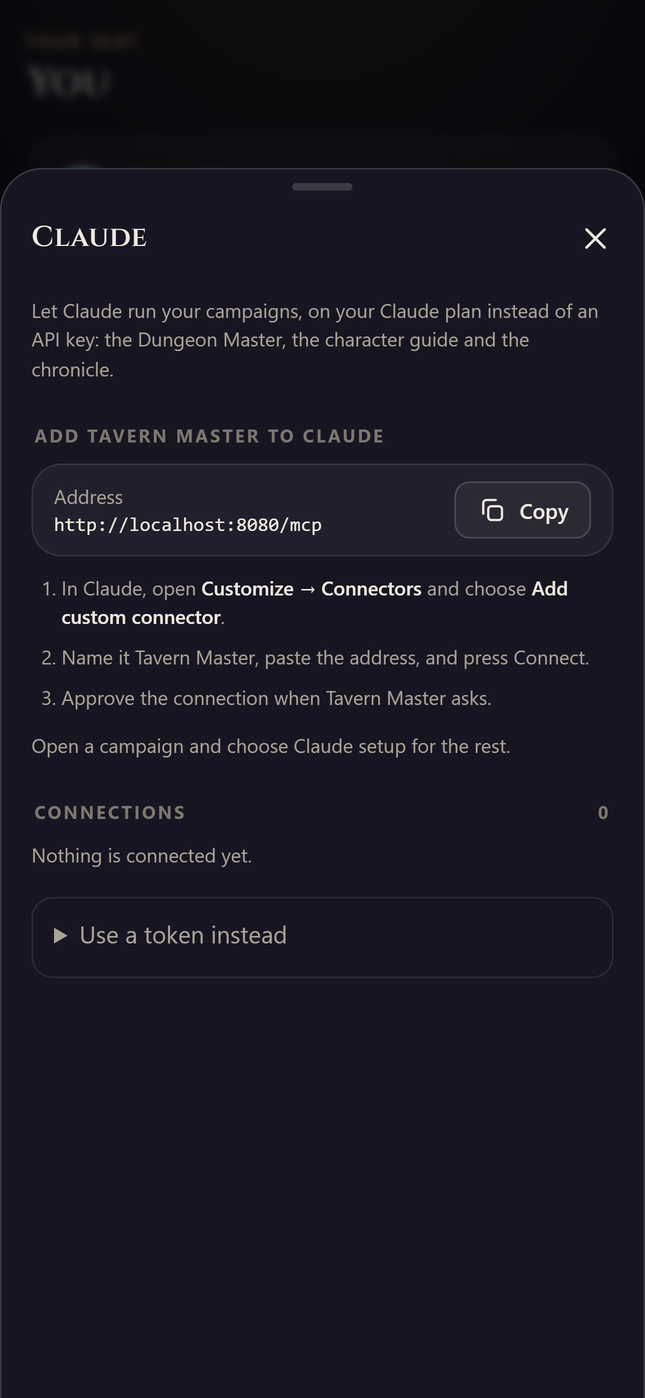 YOUR SEAT
YOU
CLAUDE
Let Claude run your campaigns, on your Claude plan instead of an
API key: the Dungeon Master, the character guide and the
chronicle.
ADD TAVERN MASTER TO CLAUDE
Address
http://localhost:8080/mcp
Copy
1. In Claude, open Customize → Connectors and choose Add
custom connector.
2. Name it Tavern Master, paste the address, and press Connect.
3. Approve the connection when Tavern Master asks.
Open a campaign and choose Claude setup for the rest.
CONNECTIONS
0
Nothing is connected yet.
▶ Use a token instead